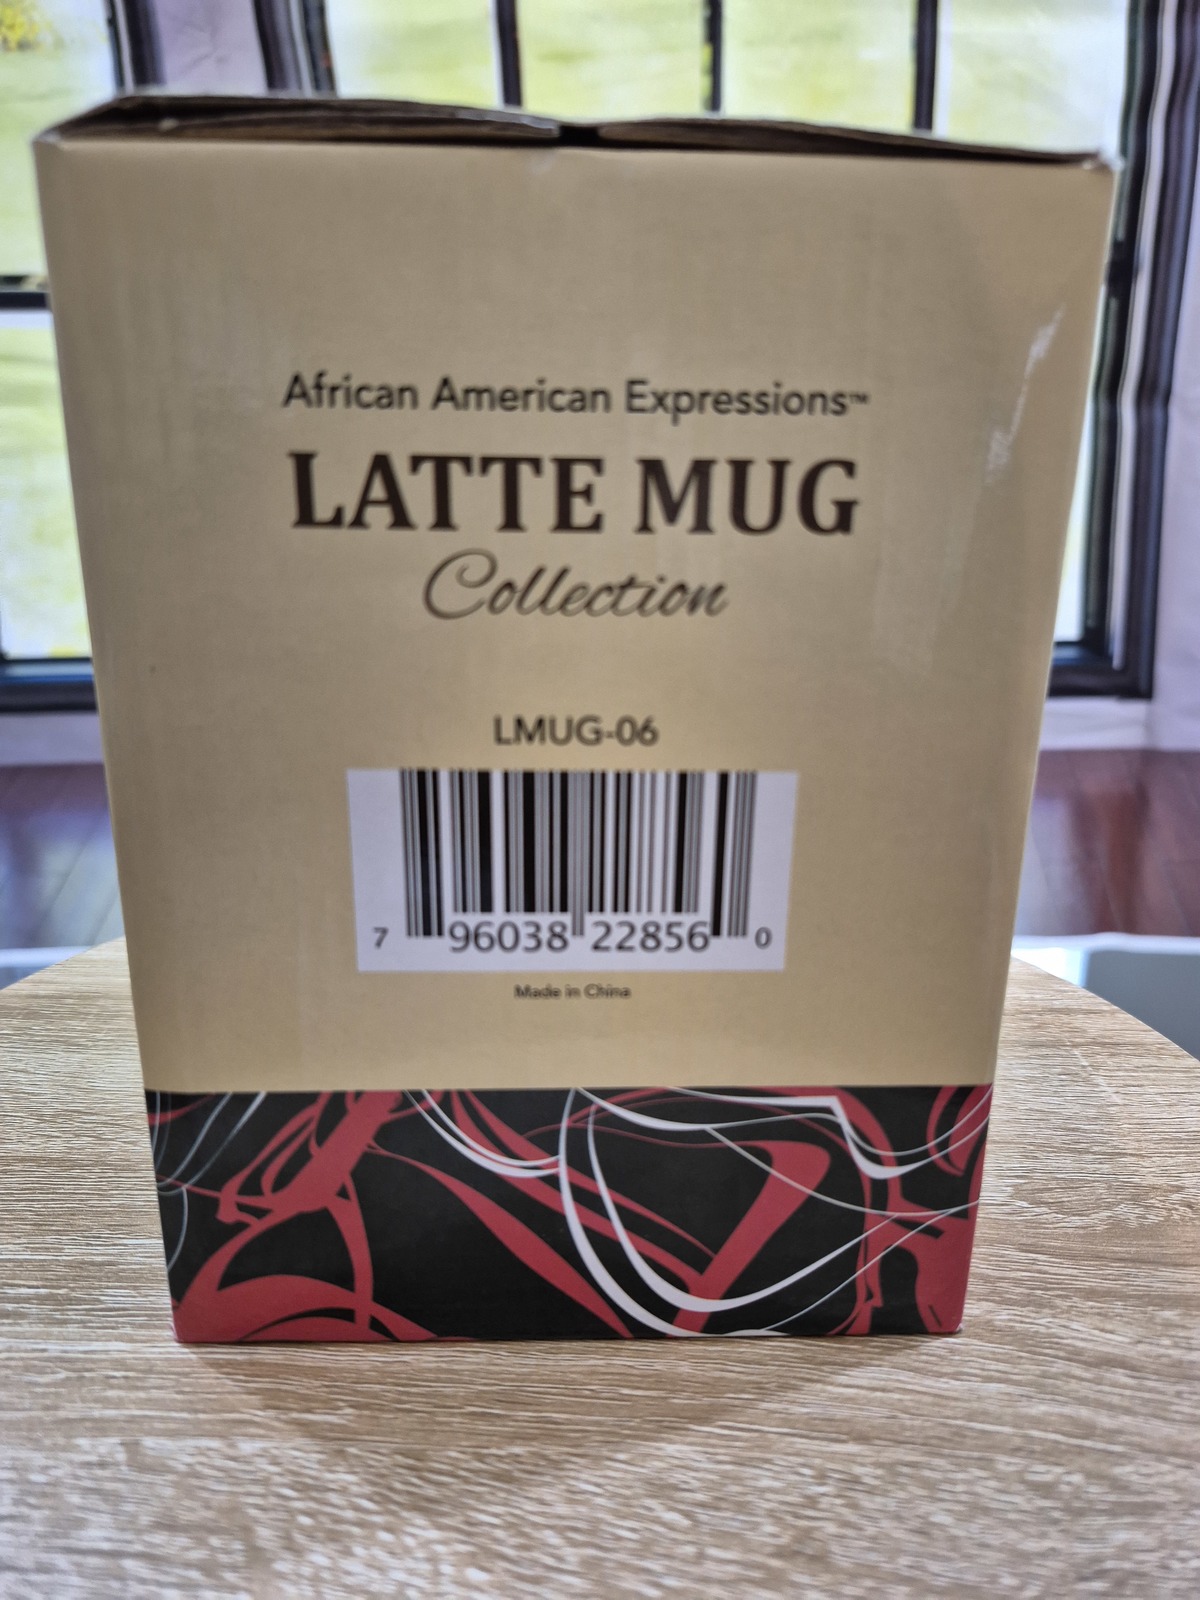 African American Expressions™
LATTE MUG
Collection
LMUG-06
7 96038 22856 0
Made in China